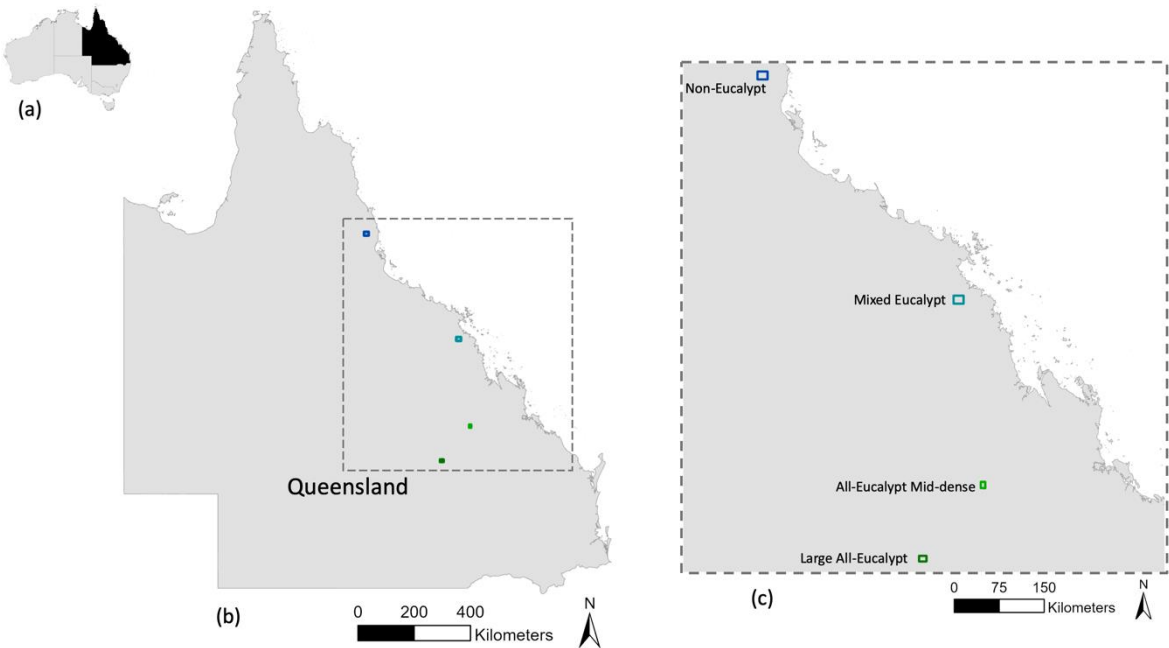 (a)
Queensland
(b)
0 200 400
Kilometers
N
Non-Eucalypt
Mixed Eucalypt
All-Eucalypt Mid-dense
Large All-Eucalypt
(c)
0 75 150
Kilometers
N